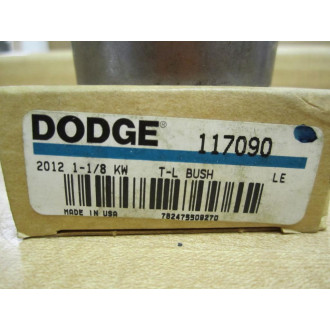 DODGE® 117090
2012 1-1/8 KW T-L BUSH LE
MADE IN USA 782475509270